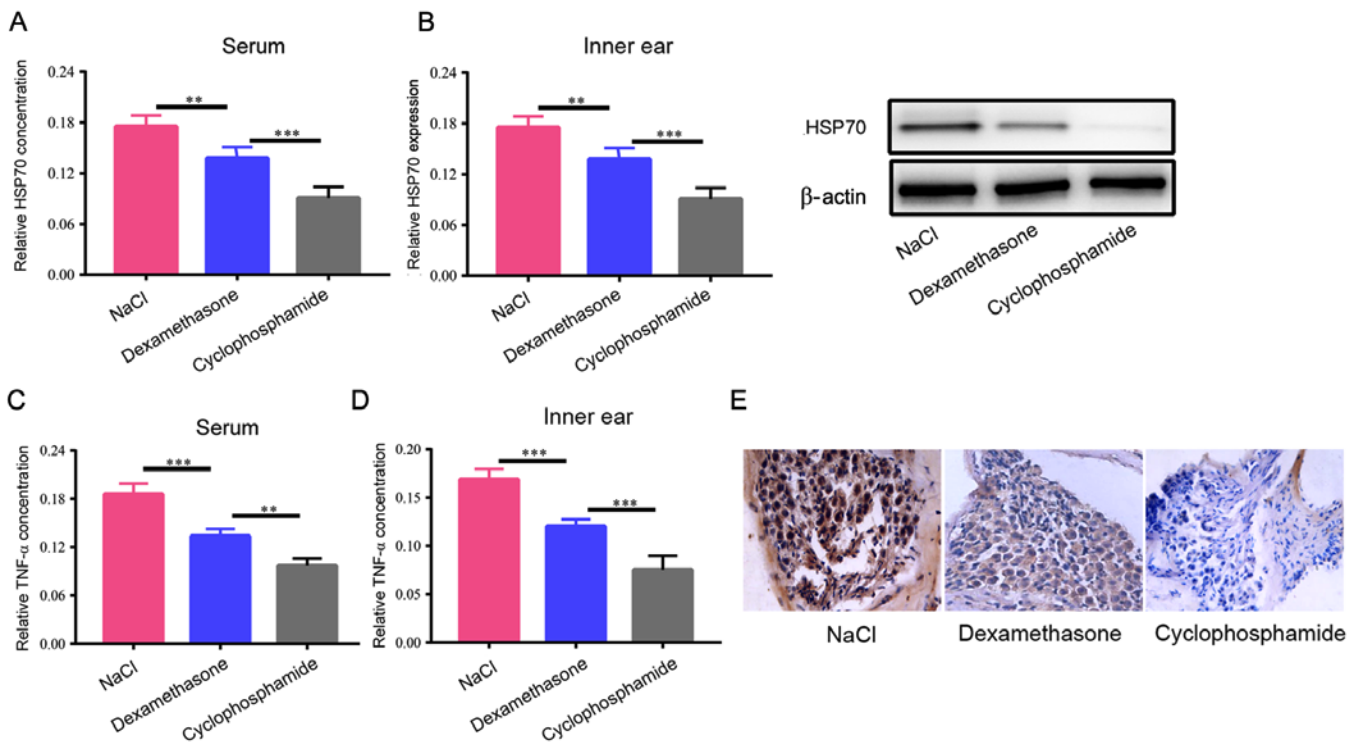 A
Serum
Relative HSP70 concentration
0.24
0.18
0.12
0.06
0.00
**
***
NaCl
Dexamethasone
Cyclophosphamide
B
Inner ear
Relative HSP70 expression
0.24
0.18
0.12
0.06
0.00
**
***
NaCl
Dexamethasone
Cyclophosphamide
HSP70
β-actin
NaCl
Dexamethasone
Cyclophosphamide
C
Serum
Relative TNF-α concentration
0.24
0.18
0.12
0.06
0.00
***
**
NaCl
Dexamethasone
Cyclophosphamide
D
Inner ear
Relative TNF-α concentration
0.20
0.15
0.10
0.05
0.00
***
***
NaCl
Dexamethasone
Cyclophosphamide
E
NaCl
Dexamethasone
Cyclophosphamide